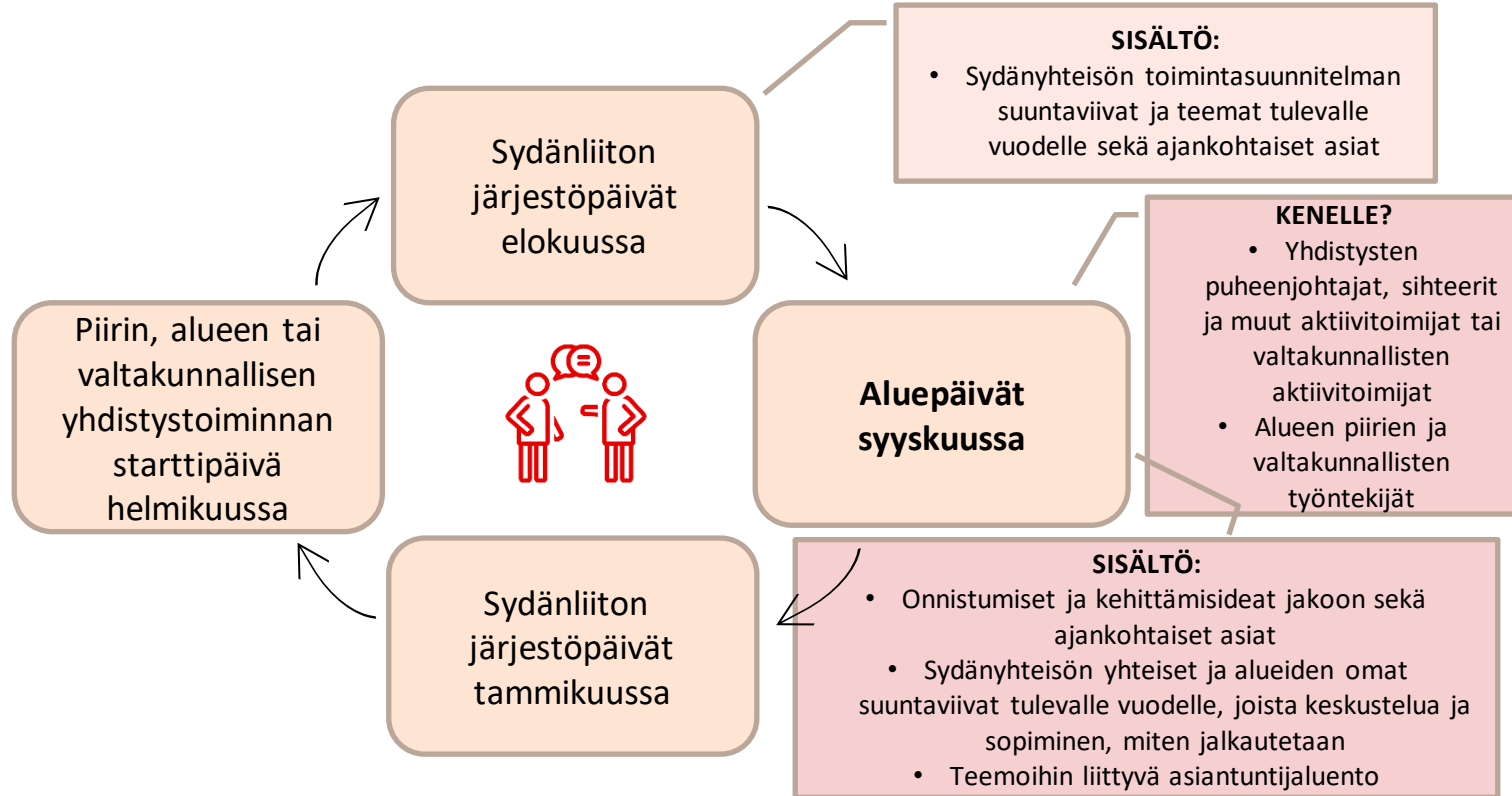 SISÄLTÖ:
• Sydänyhteisön toimintasuunnitelman
suuntaviivat ja teemat tulevalle
vuodelle sekä ajankohtaiset asiat
Sydänliiton
järjestöpäivät
elokuussa
KENELLE?
• Yhdistysten
puheenjohtajat, sihteerit
ja muut aktiivitoimijat tai
valtakunnallisten
aktiivitoimijat
• Alueen piirien ja
valtakunnallisten
työntekijät
Piirin, alueen tai
valtakunnallisen
yhdistystoiminnan
starttipäivä
helmikuussa
Aluepäivät
syyskuussa
SISÄLTÖ:
• Onnistumiset ja kehittämisideat jakoon sekä
ajankohtaiset asiat
• Sydänyhteisön yhteiset ja alueiden omat
suuntaviivat tulevalle vuodelle, joista keskustelua ja
sopiminen, miten jalkautetaan
• Teemoihin liittyvä asiantuntijaluento
Sydänliiton
järjestöpäivät
tammikuussa